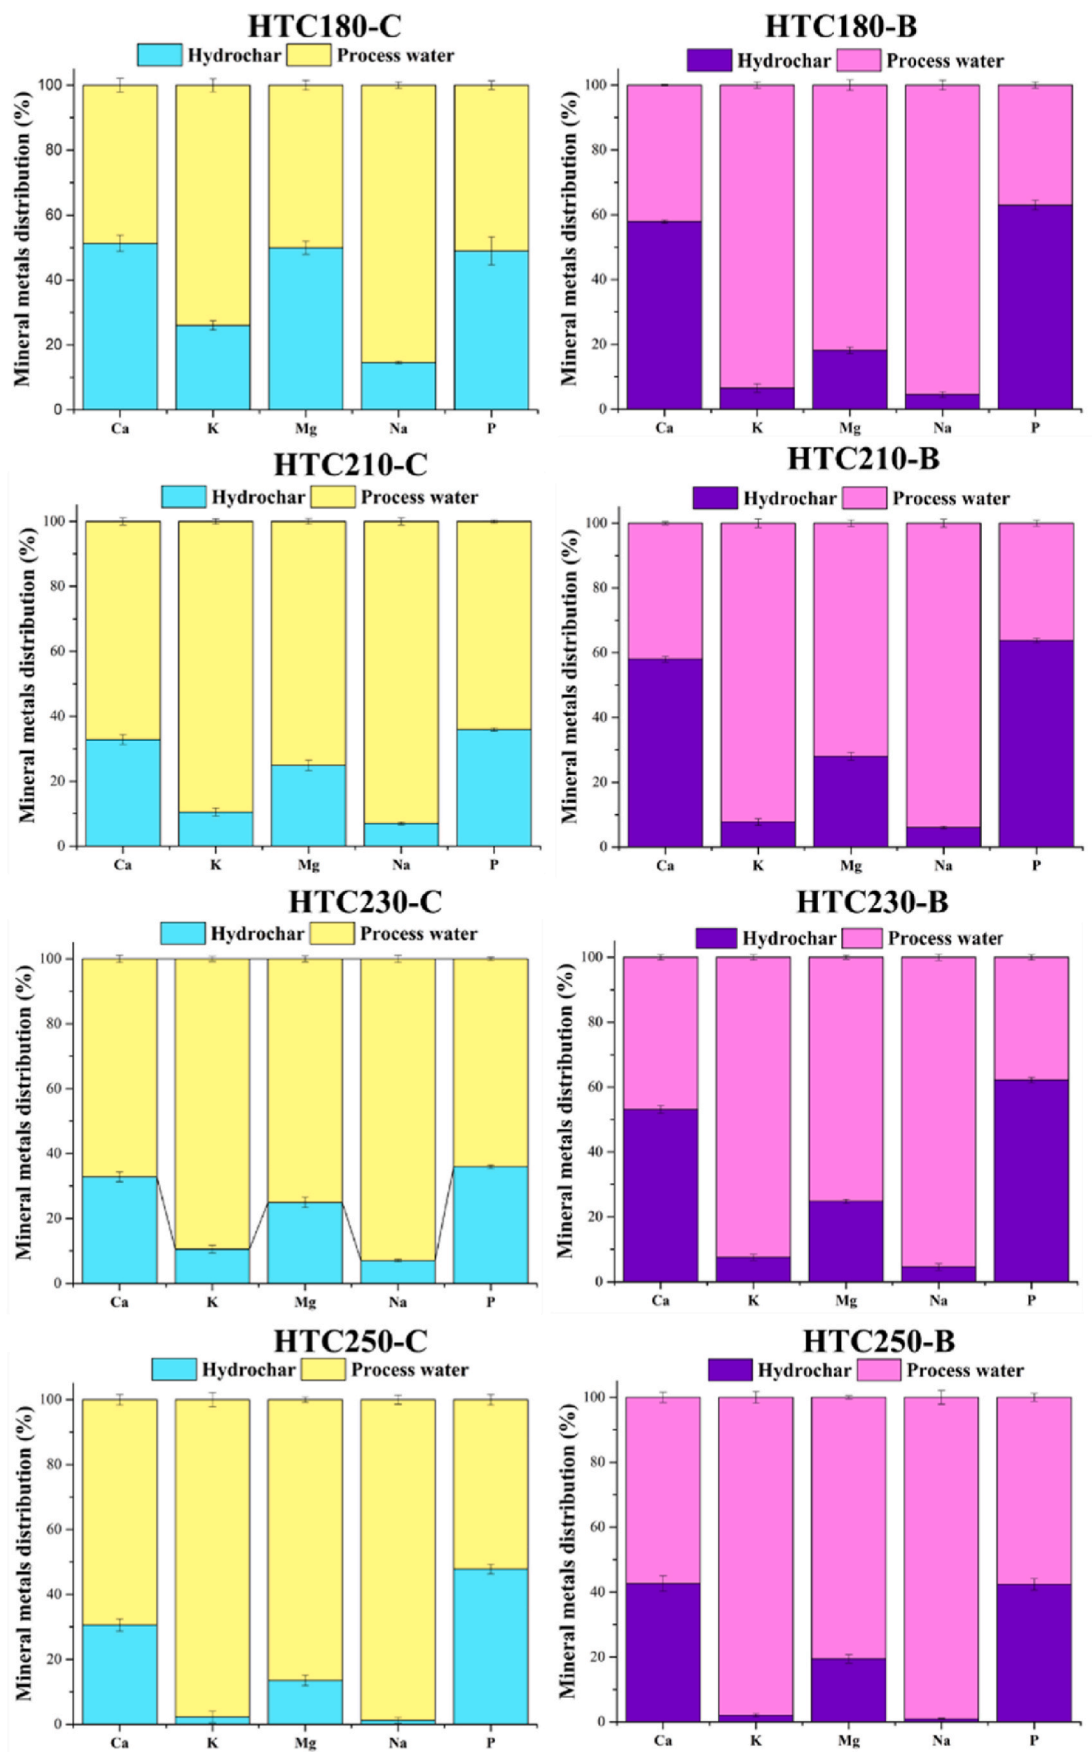 HTC180-C
Hydrochar Process water
Mineral metals distribution (%)
100
80
60
40
20
0
Ca K Mg Na P
HTC180-B
Hydrochar Process water
Mineral metals distribution (%)
100
80
60
40
20
0
Ca K Mg Na P
HTC210-C
Hydrochar Process water
Mineral metals distribution (%)
100
80
60
40
20
0
Ca K Mg Na P
HTC210-B
Hydrochar Process water
Mineral metals distribution (%)
100
80
60
40
20
0
Ca K Mg Na P
HTC230-C
Hydrochar Process water
Mineral metals distribution (%)
100
80
60
40
20
0
Ca K Mg Na P
HTC230-B
Hydrochar Process water
Mineral metals distribution (%)
100
80
60
40
20
0
Ca K Mg Na P
HTC250-C
Hydrochar Process water
Mineral metals distribution (%)
100
80
60
40
20
0
Ca K Mg Na P
HTC250-B
Hydrochar Process water
Mineral metals distribution (%)
100
80
60
40
20
0
Ca K Mg Na P